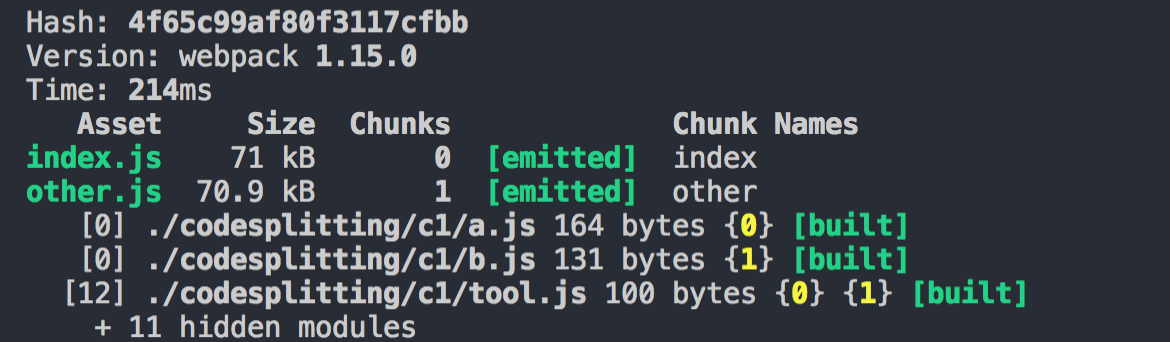 Hash: 4f65c99af80f3117cfbb
Version: webpack 1.15.0
Time: 214ms
Asset Size Chunks Chunk Names
index.js 71 kB 0 [emitted] index
other.js 70.9 kB 1 [emitted] other
[0] ./codesplitting/c1/a.js 164 bytes {0} [built]
[0] ./codesplitting/c1/b.js 131 bytes {1} [built]
[12] ./codesplitting/c1/tool.js 100 bytes {0} {1} [built]
+ 11 hidden modules